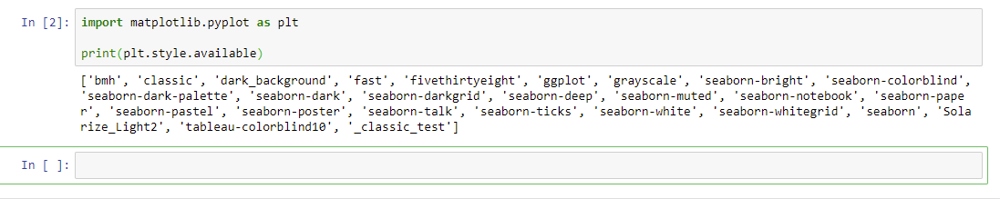 In [2]: import matplotlib.pyplot as plt
print(plt.style.available)
['bmh', 'classic', 'dark_background', 'fast', 'fivethirtyeight', 'ggplot', 'grayscale', 'seaborn-bright', 'seaborn-colorblind',
'seaborn-dark-palette', 'seaborn-dark', 'seaborn-darkgrid', 'seaborn-deep', 'seaborn-muted', 'seaborn-notebook', 'seaborn-pape
r', 'seaborn-pastel', 'seaborn-poster', 'seaborn-talk', 'seaborn-ticks', 'seaborn-white', 'seaborn-whitegrid', 'seaborn', 'Sola
rize_Light2', 'tableau-colorblind10', '_classic_test']
In [ ]: